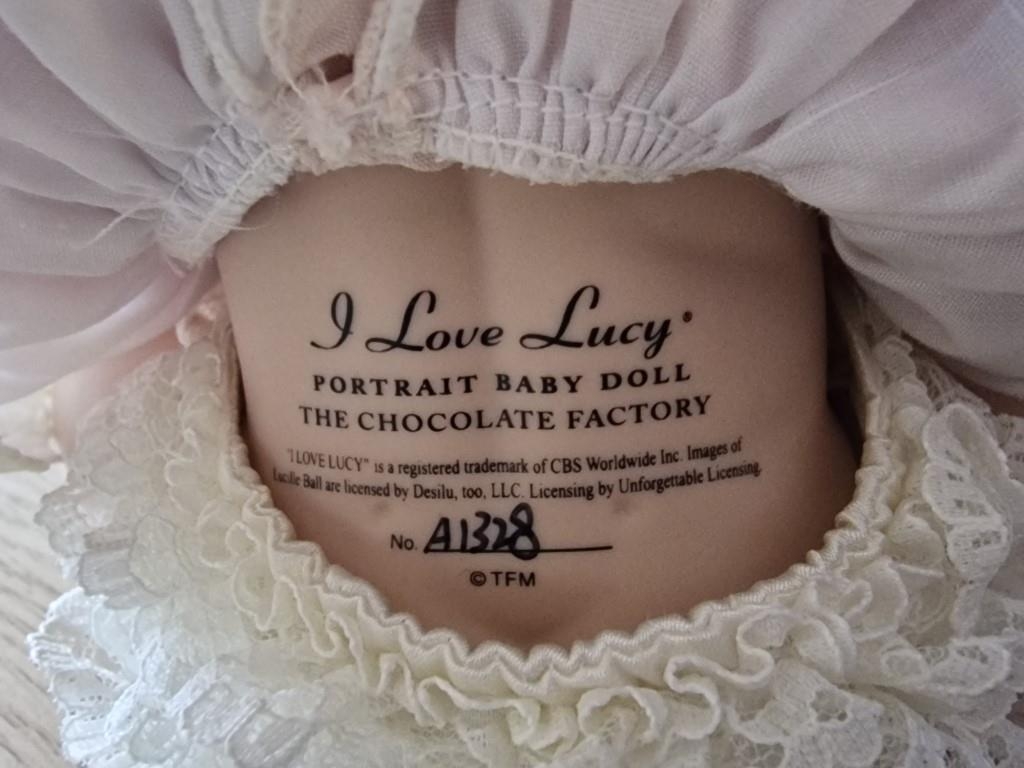 I Love Lucy®
PORTRAIT BABY DOLL
THE CHOCOLATE FACTORY
"I LOVE LUCY" is a registered trademark of CBS Worldwide Inc. Images of
Lucille Ball are licensed by Desilu, too, LLC. Licensing by Unforgettable Licensing.
No. A1328
© TFM